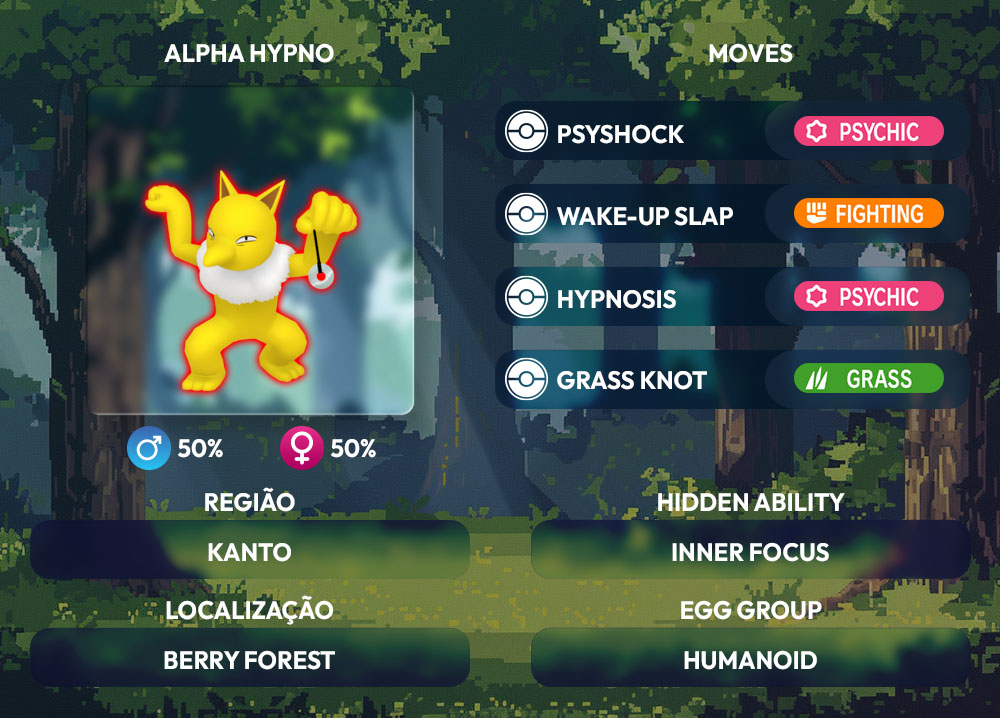 ALPHA HYPNO
50%
50%
REGIÃO
KANTO
LOCALIZAÇÃO
BERRY FOREST
MOVES
PSYSHOCK PSYCHIC
WAKE-UP SLAP FIGHTING
HYPNOSIS PSYCHIC
GRASS KNOT GRASS
HIDDEN ABILITY
INNER FOCUS
EGG GROUP
HUMANOID